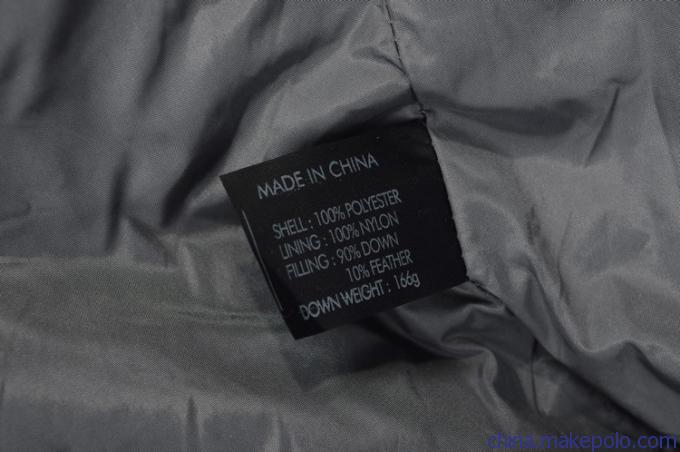 MADE IN CHINA
SHELL : 100% POLYESTER
LINING : 100% NYLON
FILLING : 90% DOWN
10% FEATHER
DOWN WEIGHT : 166g
china.makepolo.com